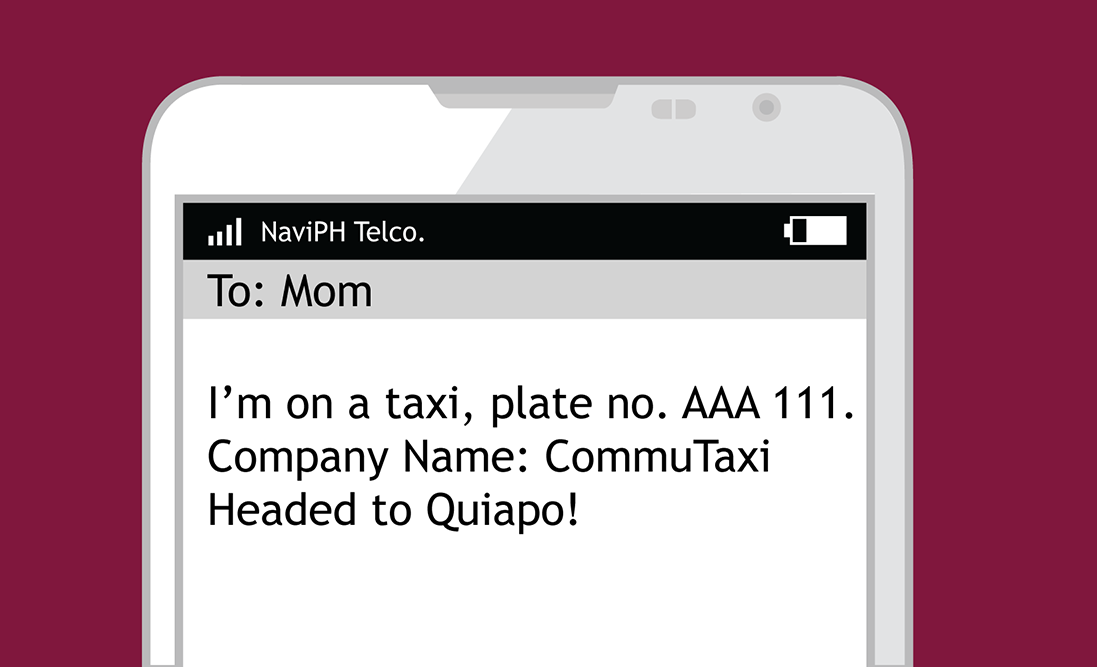 NaviPH Telco.
To: Mom
I’m on a taxi, plate no. AAA 111.
Company Name: CommuTaxi
Headed to Quiapo!